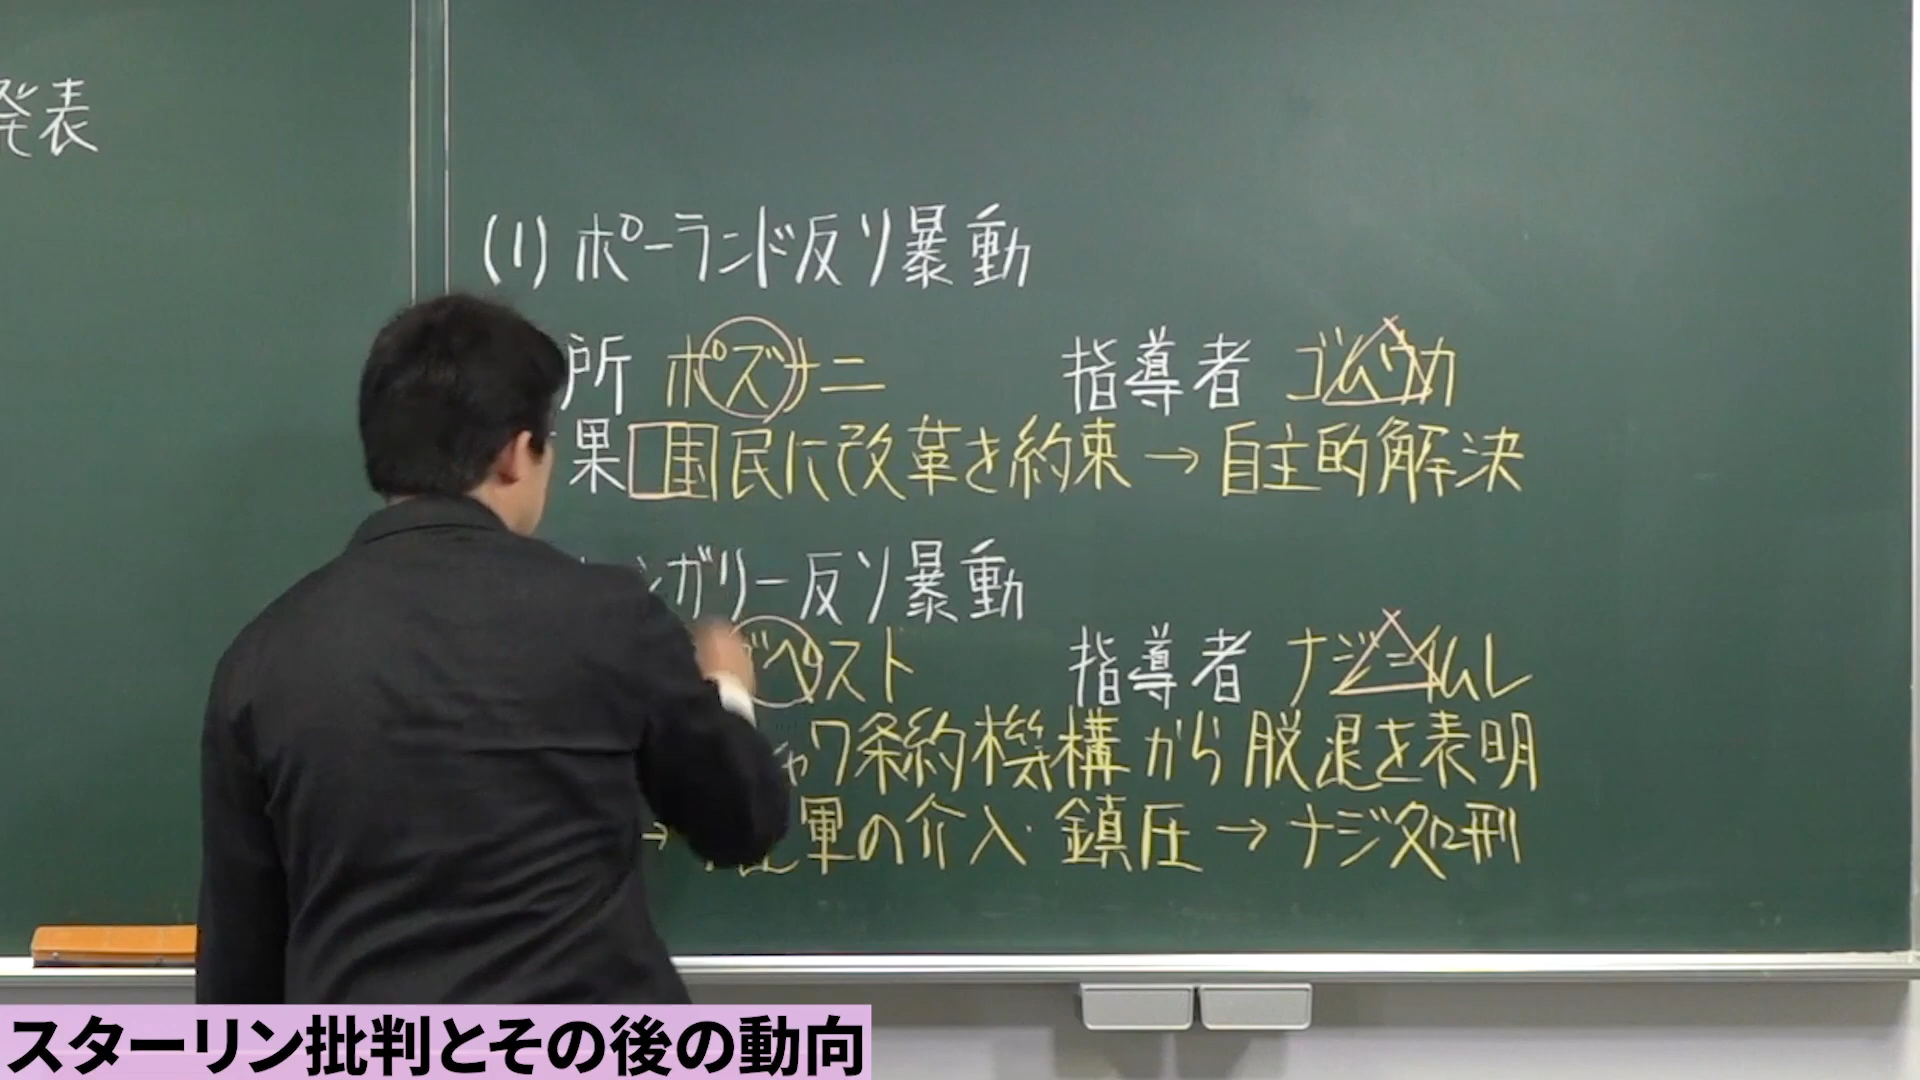 発表
(1) ポーランド反ソ暴動
所 ポズナニ 指導者 ゴムウカ
果 国民に改革を約束 → 自主的解決
ンガリー反ソ暴動
ダペスト 指導者 ナジ=イムレ
ャワ条約機構から脱退を表明
→ 軍の介入・鎮圧 → ナジ処刑
スターリン批判とその後の動向